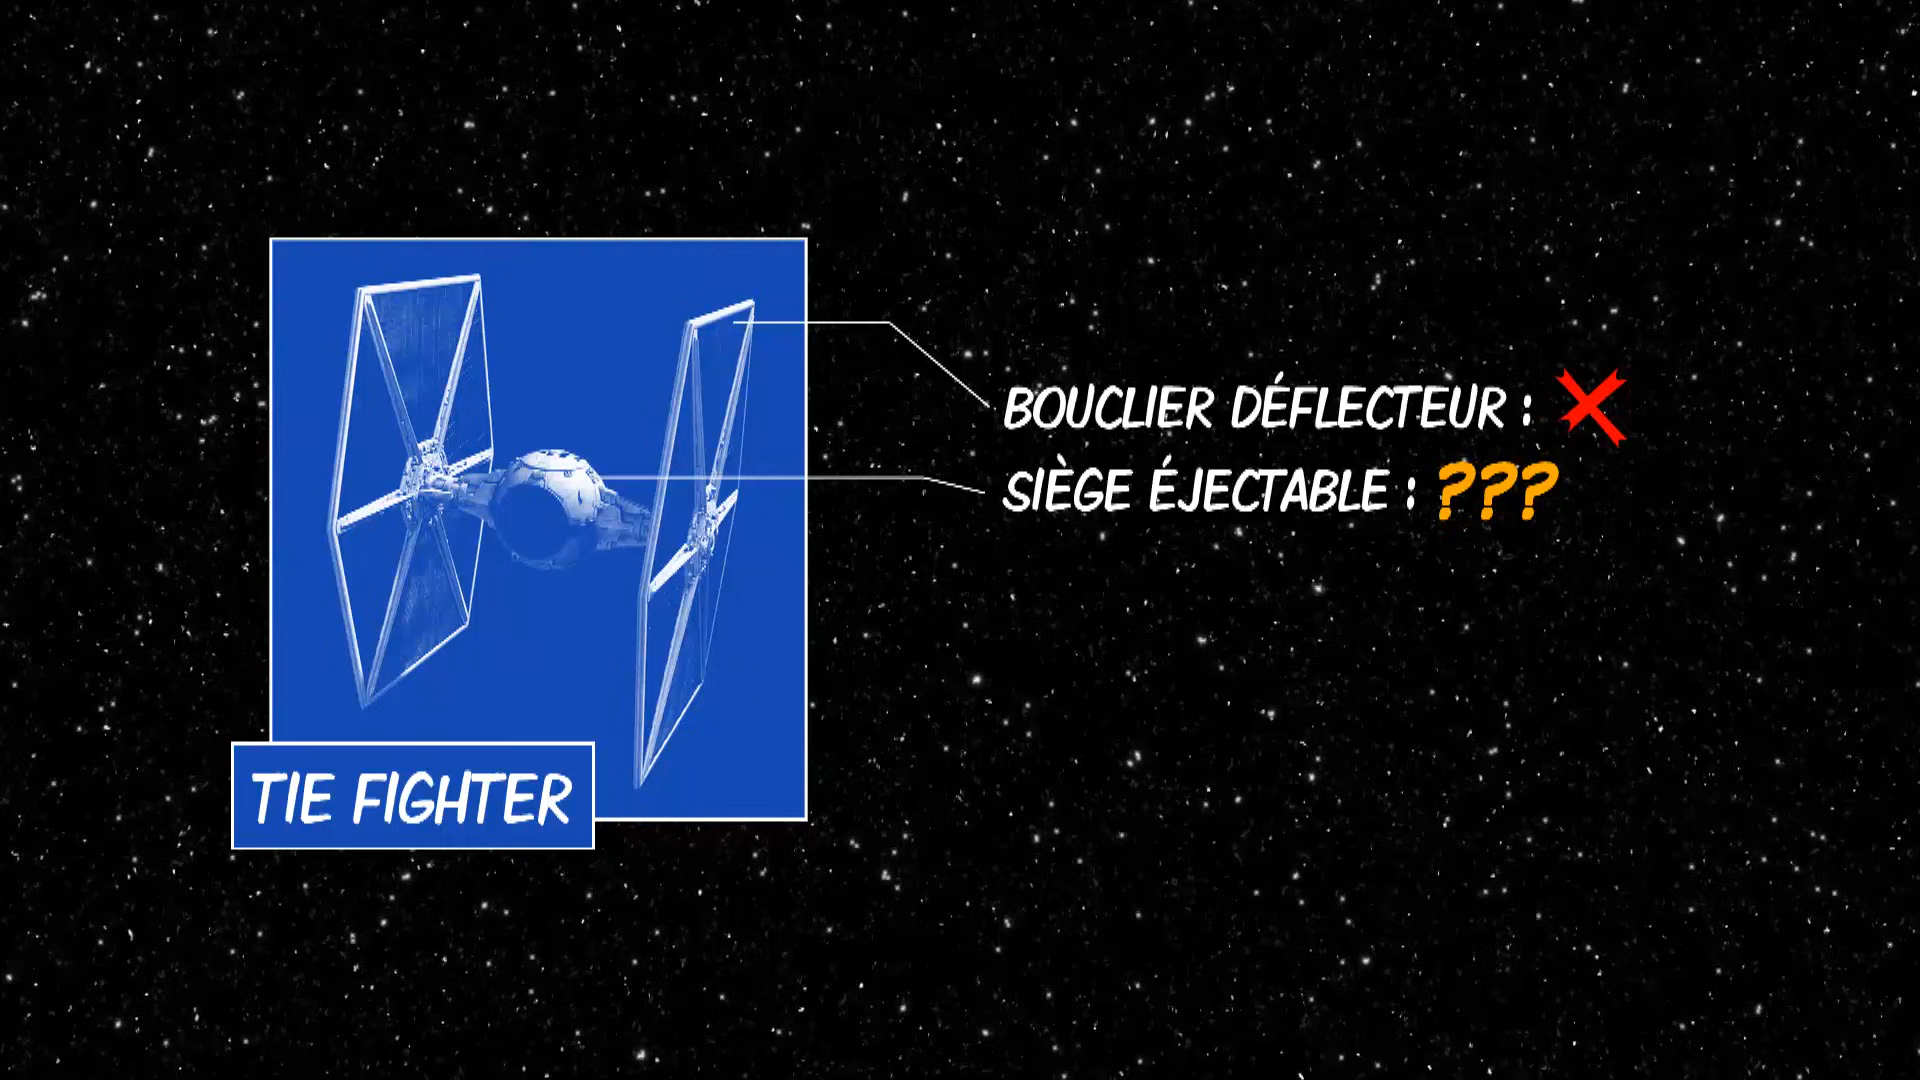 BOUCLIER DÉFLECTEUR :
SIÈGE ÉJECTABLE : ???
TIE FIGHTER